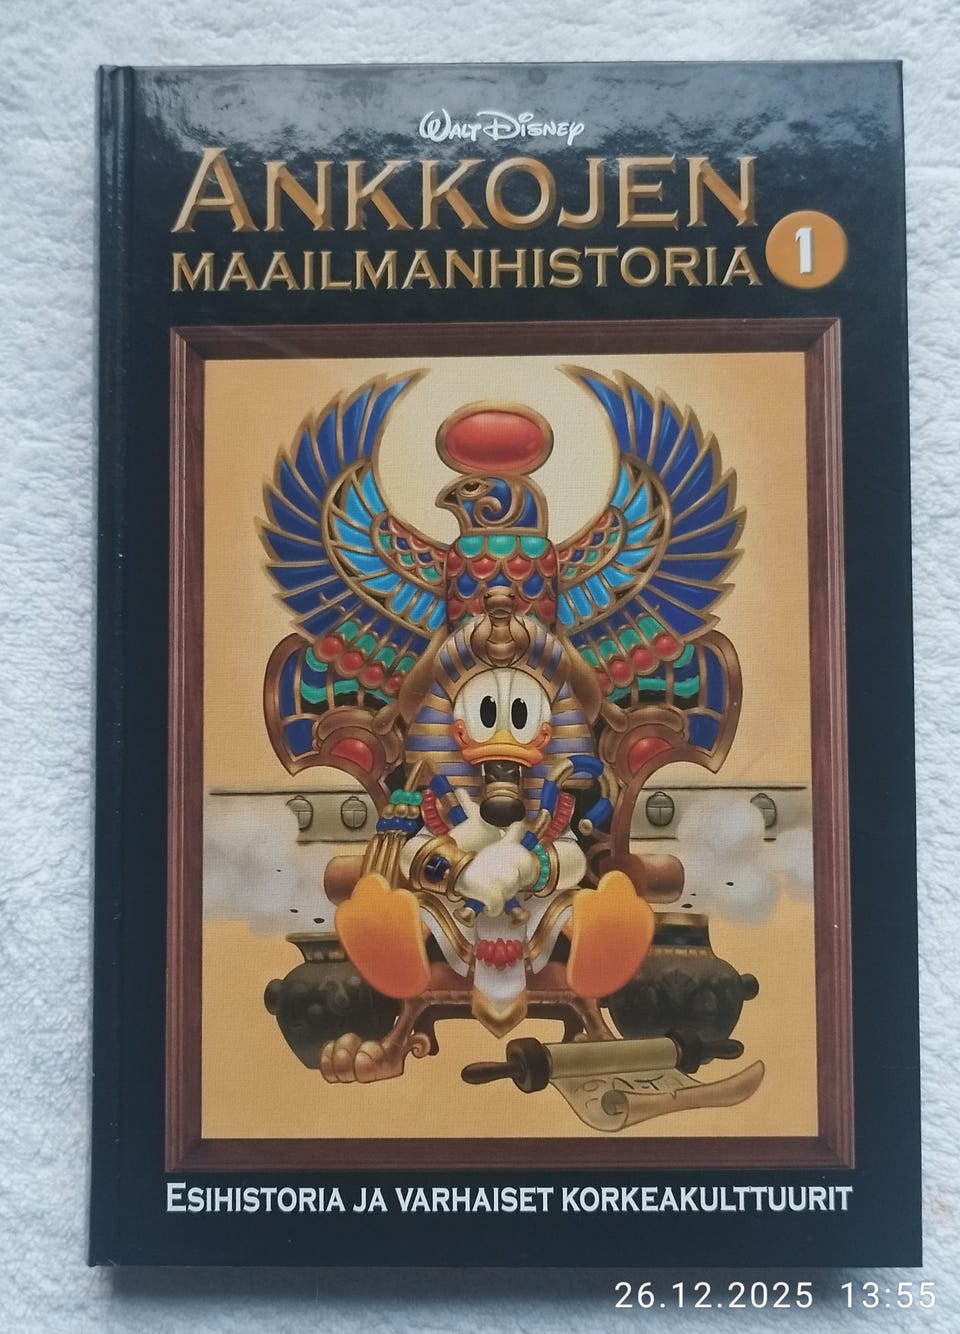 Walt Disney
ANKKOJEN
MAAILMANHISTORIA 1
ESIHISTORIA JA VARHAISET KORKEAKULTTUURIT
26.12.2025 13:55